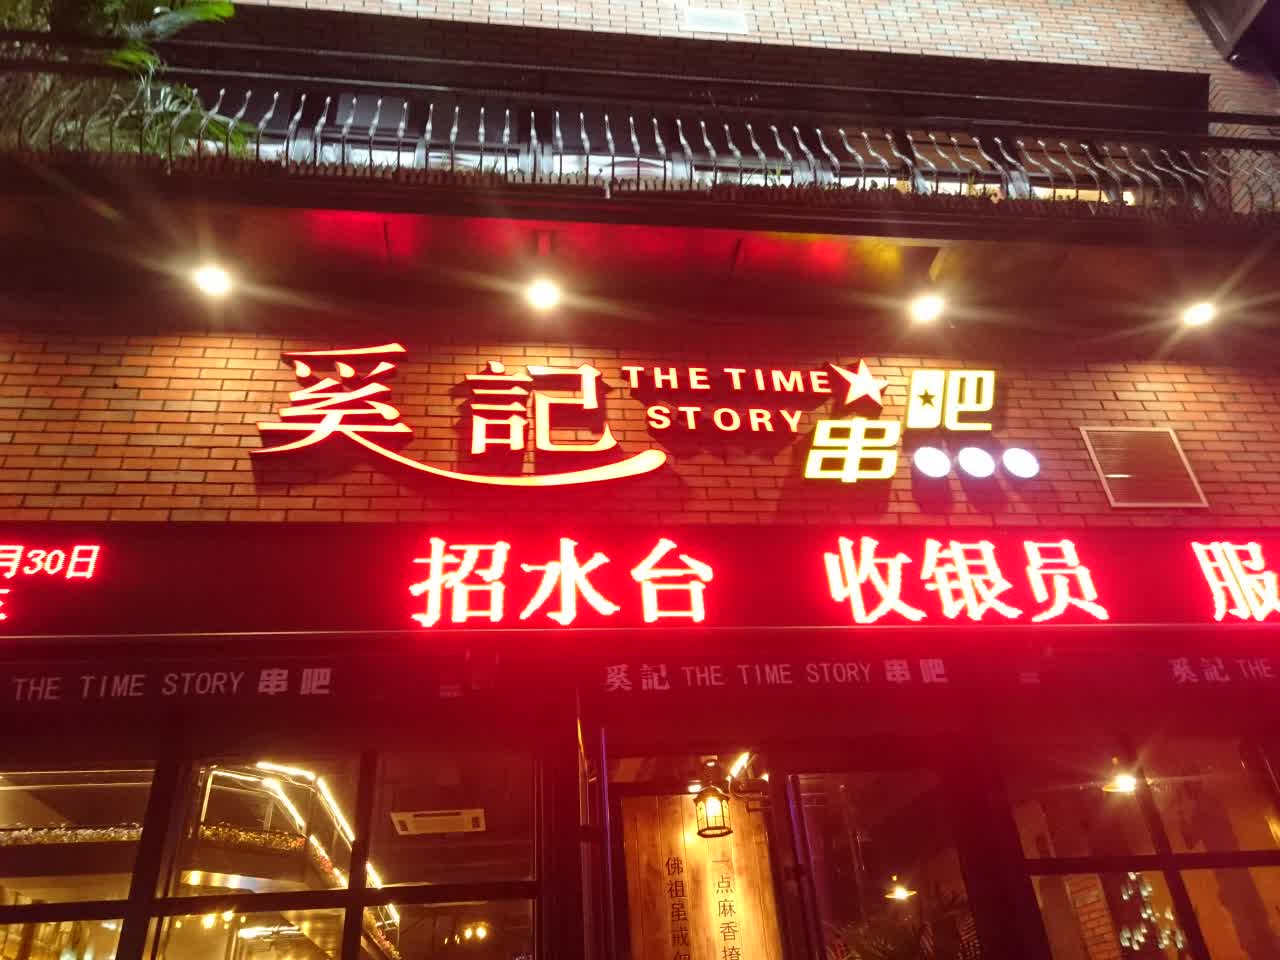 奚記 THE TIME STORY 串吧
月30日
招水台 收银员 服
THE TIME STORY 串吧
奚記 THE TIME STORY 串吧
奚記 THE
一点麻香撩
佛祖虽戒